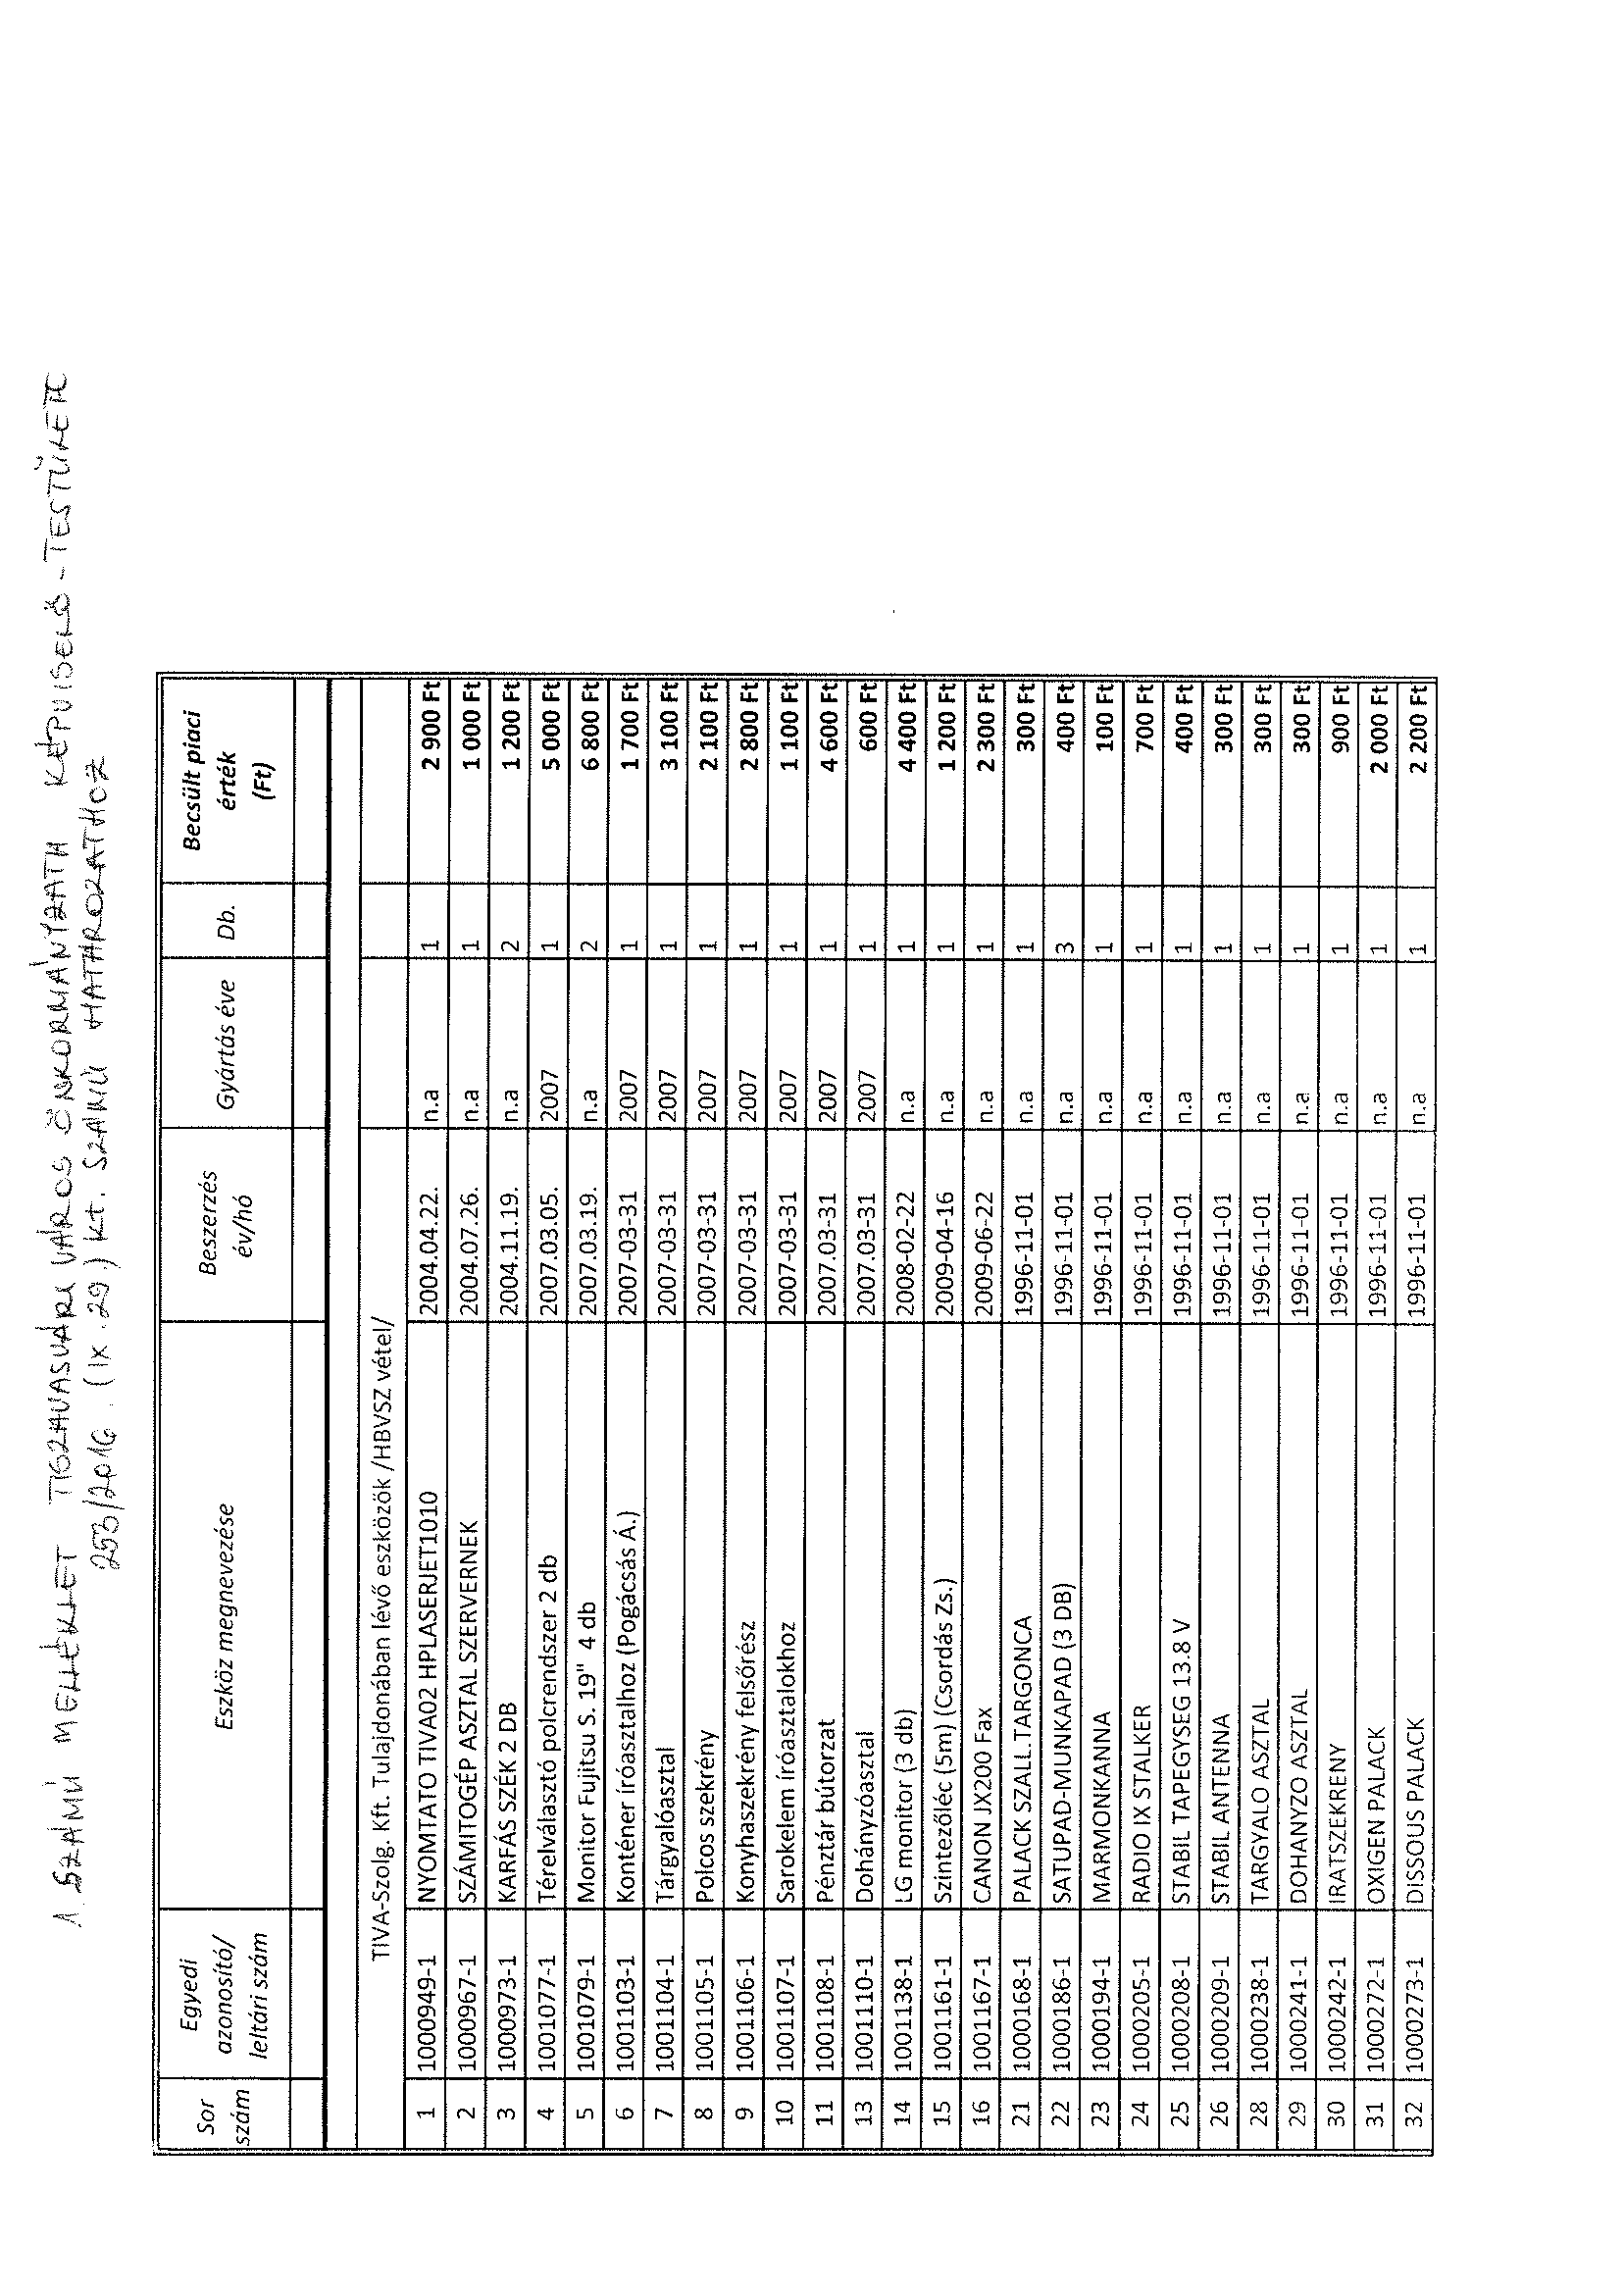 1. SZÁMÚ MELLÉKLET TISZAVASVÁRI VÁROS ÖNKORMÁNYZATA KÉPVISELŐ-TESTÜLETE
253/2016. (IX.29.) Kt. SZÁMÚ HATÁROZATHOZ
Sor szám Egyedi azonosító/ leltári szám Eszköz megnevezése Beszerzés év/hó Gyártás éve Db. Becsült piaci érték (Ft)
TIVA-Szolg. Kft. Tulajdonában lévő eszközök /HBVSZ vétel/
1 1000949-1 NYOMTATO TIVA02 HPLASERJET1010 2004.04.22. n.a 1 2 900 Ft
2 1000967-1 SZÁMITOGÉP ASZTAL SZERVERNEK 2004.07.26. n.a 1 1 000 Ft
3 1000973-1 KARFÁS SZÉK 2 DB 2004.11.19. n.a 2 1 200 Ft
4 1001077-1 Térelválasztó polcrendszer 2 db 2007.03.05. 2007 1 5 000 Ft
5 1001079-1 Monitor Fujitsu S. 19" 4 db 2007.03.19. n.a 2 6 800 Ft
6 1001103-1 Konténer íróasztalhoz (Pogácsás Á.) 2007-03-31 2007 1 1 700 Ft
7 1001104-1 Tárgyalóasztal 2007-03-31 2007 1 3 100 Ft
8 1001105-1 Polcos szekrény 2007-03-31 2007 1 2 100 Ft
9 1001106-1 Konyhaszekrény felsőrész 2007-03-31 2007 1 2 800 Ft
10 1001107-1 Sarokelem íróasztalokhoz 2007-03-31 2007 1 1 100 Ft
11 1001108-1 Pénztár bútorzat 2007.03-31 2007 1 4 600 Ft
13 1001110-1 Dohányzóasztal 2007.03-31 2007 1 600 Ft
14 1001138-1 LG monitor (3 db) 2008-02-22 n.a 1 4 400 Ft
15 1001161-1 Szintezőléc (5m) (Csordás Zs.) 2009-04-16 n.a 1 1 200 Ft
16 1001167-1 CANON JX200 Fax 2009-06-22 n.a 1 2 300 Ft
21 1000168-1 PALACK SZALL.TARGONCA 1996-11-01 n.a 1 300 Ft
22 1000186-1 SATUPAD-MUNKAPAD (3 DB) 1996-11-01 n.a 3 400 Ft
23 1000194-1 MARMONKANNA 1996-11-01 n.a 1 100 Ft
24 1000205-1 RADIO IX STALKER 1996-11-01 n.a 1 700 Ft
25 1000208-1 STABIL TAPEGYSEG 13.8 V 1996-11-01 n.a 1 400 Ft
26 1000209-1 STABIL ANTENNA 1996-11-01 n.a 1 300 Ft
28 1000238-1 TARGYALO ASZTAL 1996-11-01 n.a 1 300 Ft
29 1000241-1 DOHANYZO ASZTAL 1996-11-01 n.a 1 300 Ft
30 1000242-1 IRATSZEKRENY 1996-11-01 n.a 1 900 Ft
31 1000272-1 OXIGEN PALACK 1996-11-01 n.a 1 2 000 Ft
32 1000273-1 DISSOUS PALACK 1996-11-01 n.a 1 2 200 Ft